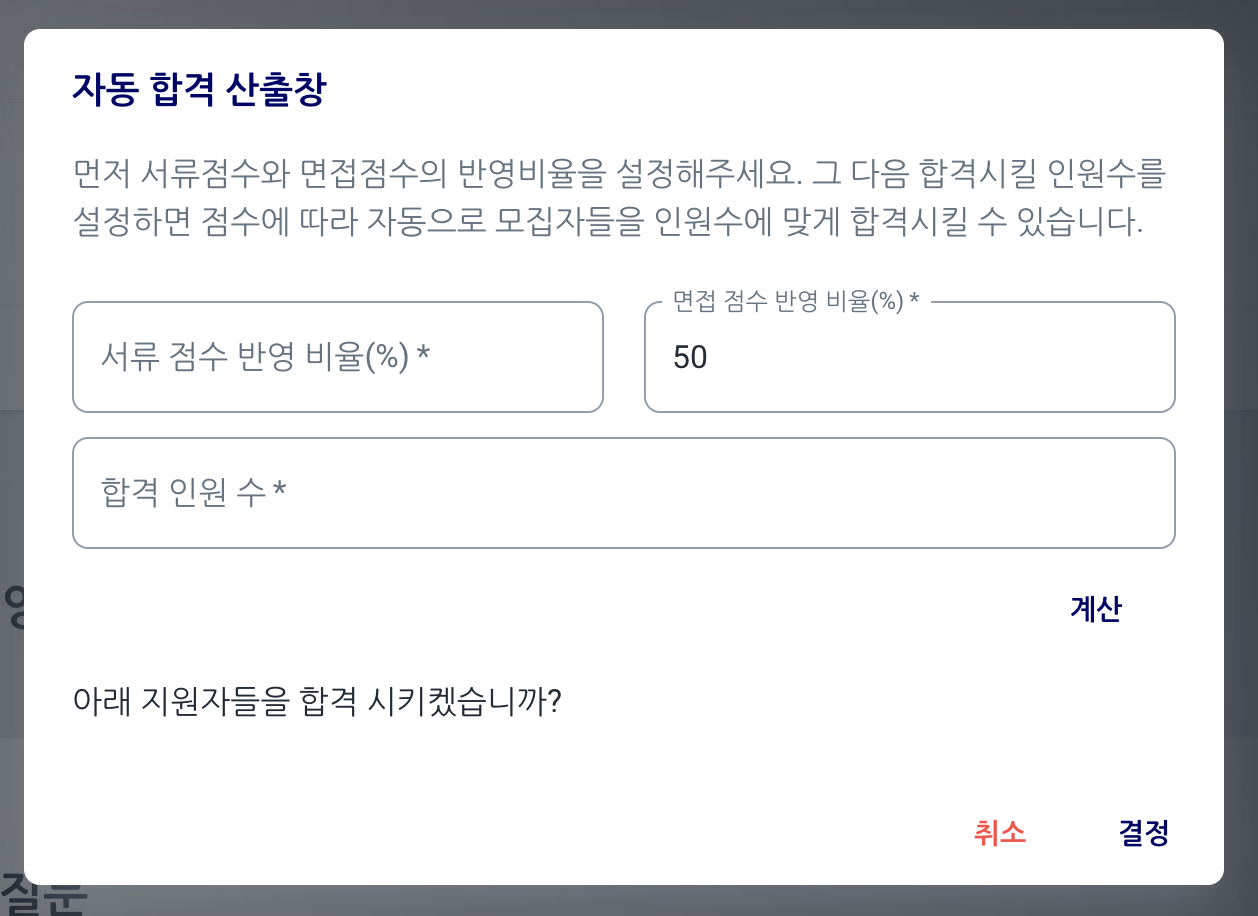 자동 합격 산출창
먼저 서류점수와 면접점수의 반영비율을 설정해주세요. 그 다음 합격시킬 인원수를
설정하면 점수에 따라 자동으로 모집자들을 인원수에 맞게 합격시킬 수 있습니다.
서류 점수 반영 비율(%) *
면접 점수 반영 비율(%) *
50
합격 인원 수 *
계산
아래 지원자들을 합격 시키켔습니까?
취소
결정
질문